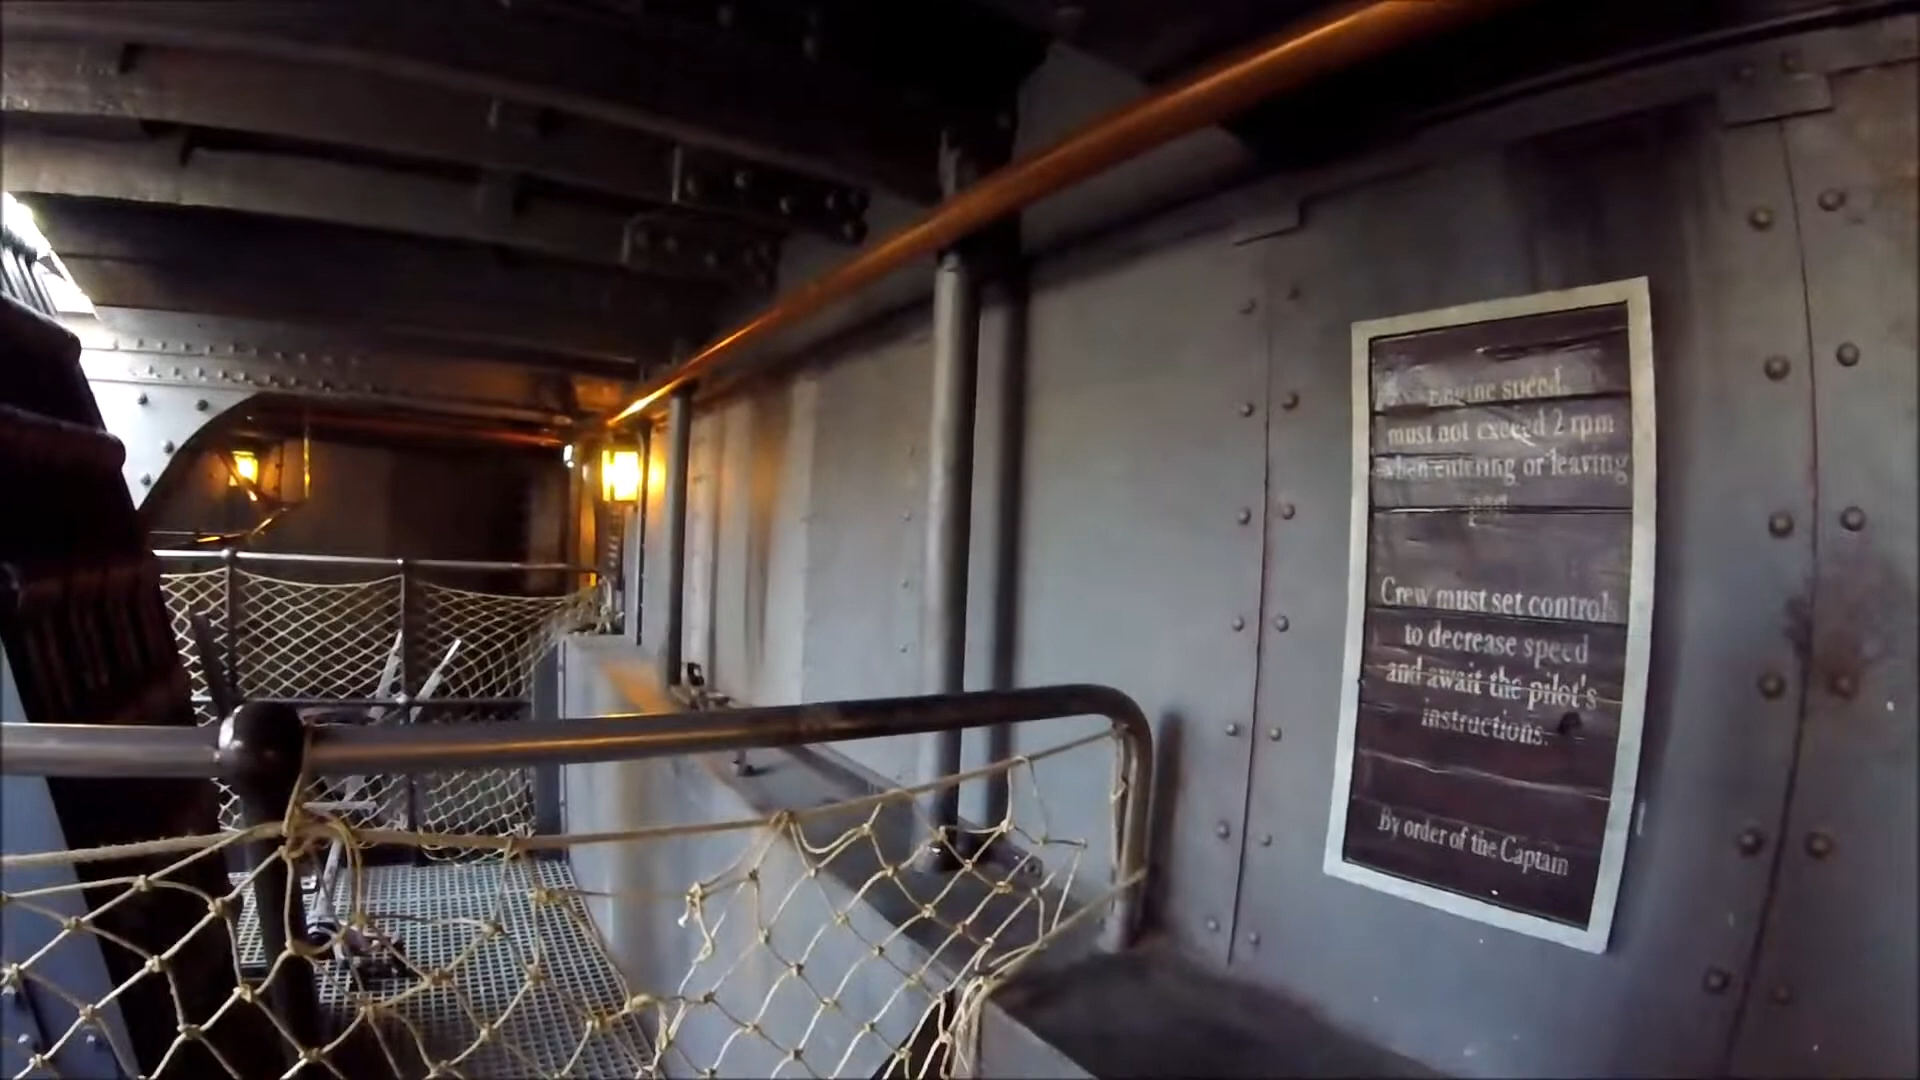 Engine speed
must not exceed 2 rpm
when entering or leaving
port
Crew must set controls
to decrease speed
and await the pilot's
instructions.
By order of the Captain